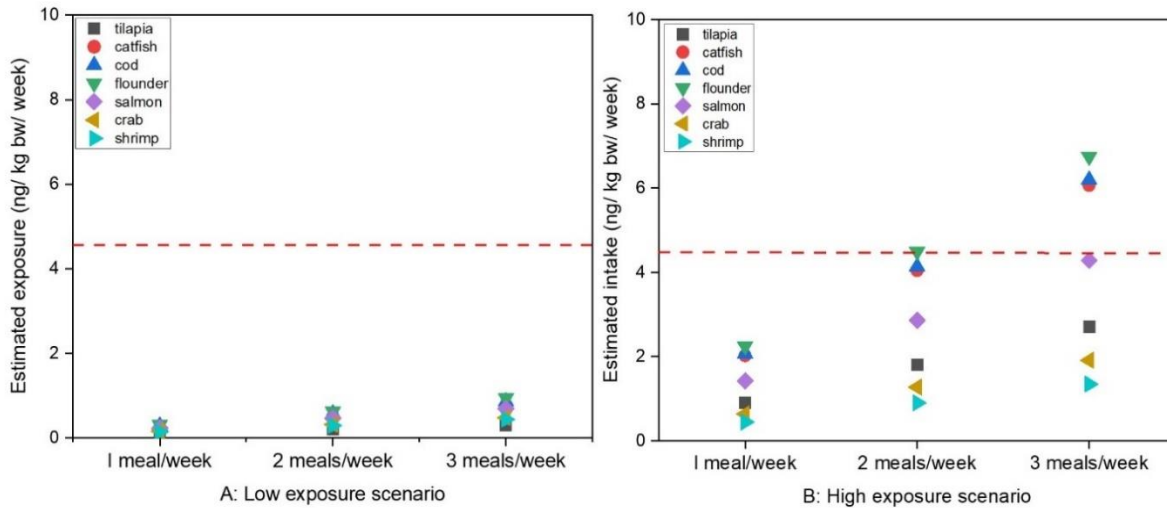 Estimated exposure (ng/ kg bw/ week)
10
8
6
4
2
0
tilapia
catfish
cod
flounder
salmon
crab
shrimp
I meal/week
2 meals/week
3 meals/week
A: Low exposure scenario
Estimated intake (ng/ kg bw/ week)
10
8
6
4
2
0
tilapia
catfish
cod
flounder
salmon
crab
shrimp
I meal/week
2 meals/week
3 meals/week
B: High exposure scenario